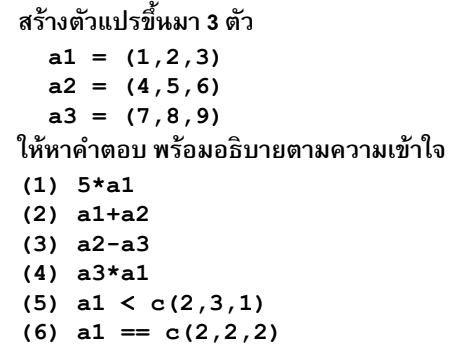 สร้างตัวแปรขึ้นมา 3 ตัว
a1 = (1,2,3)
a2 = (4,5,6)
a3 = (7,8,9)
ให้หาคำตอบ พร้อมอธิบายตามความเข้าใจ
(1) 5*a1
(2) a1+a2
(3) a2-a3
(4) a3*a1
(5) a1 < c(2,3,1)
(6) a1 == c(2,2,2)